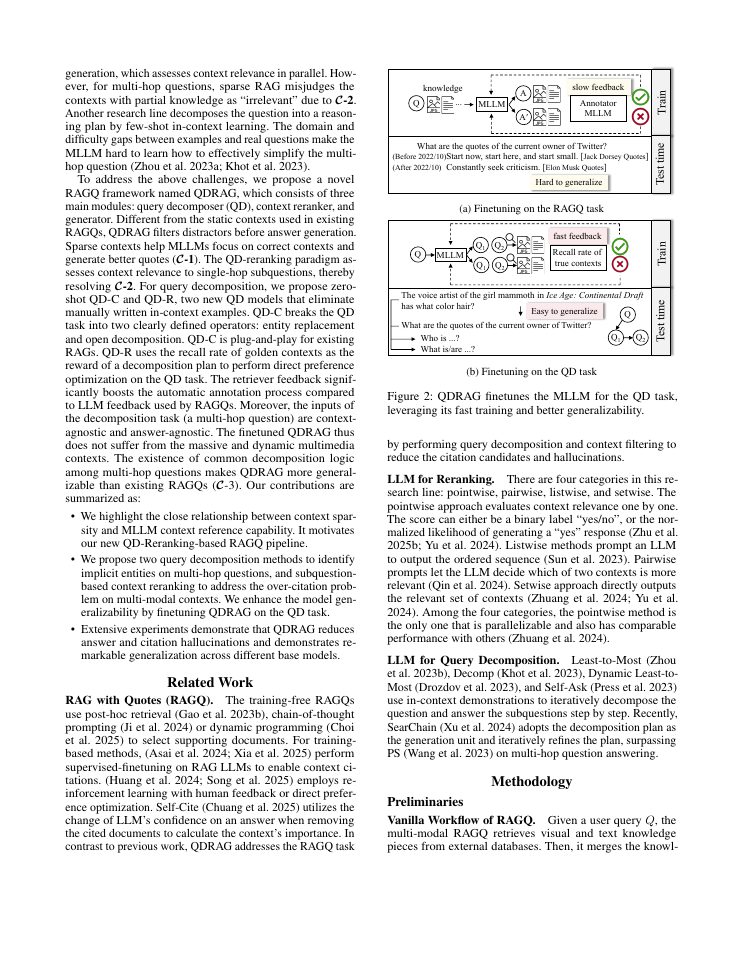 generation, which assesses context relevance in parallel. How-
ever, for multi-hop questions, sparse RAG misjudges the
contexts with partial knowledge as “irrelevant” due to C-2.
Another research line decomposes the question into a reason-
ing plan by few-shot in-context learning. The domain and
difficulty gaps between examples and real questions make the
MLLM hard to learn how to effectively simplify the multi-
hop question (Zhou et al. 2023a; Khot et al. 2023).
To address the above challenges, we propose a novel
RAGQ framework named QDRAG, which consists of three
main modules: query decomposer (QD), context reranker, and
generator. Different from the static contexts used in existing
RAGQs, QDRAG filters distractors before answer generation.
Sparse contexts help MLLMs focus on correct contexts and
generate better quotes (C-1). The QD-reranking paradigm as-
sesses context relevance to single-hop subquestions, thereby
resolving C-2. For query decomposition, we propose zero-
shot QD-C and QD-R, two new QD models that eliminate
manually written in-context examples. QD-C breaks the QD
task into two clearly defined operators: entity replacement
and open decomposition. QD-C is plug-and-play for existing
RAGs. QD-R uses the recall rate of golden contexts as the
reward of a decomposition plan to perform direct preference
optimization on the QD task. The retriever feedback signif-
icantly boosts the automatic annotation process compared
to LLM feedback used by RAGQs. Moreover, the inputs of
the decomposition task (a multi-hop question) are context-
agnostic and answer-agnostic. The finetuned QDRAG thus
does not suffer from the massive and dynamic multimedia
contexts. The existence of common decomposition logic
among multi-hop questions makes QDRAG more general-
izable than existing RAGQs (C-3). Our contributions are
summarized as:
• We highlight the close relationship between context spar-
sity and MLLM context reference capability. It motivates
our new QD-Reranking-based RAGQ pipeline.
• We propose two query decomposition methods to identify
implicit entities on multi-hop questions, and subquestion-
based context reranking to address the over-citation prob-
lem on multi-modal contexts. We enhance the model gen-
eralizability by finetuning QDRAG on the QD task.
• Extensive experiments demonstrate that QDRAG reduces
answer and citation hallucinations and demonstrates re-
markable generalization across different base models.
Related Work
RAG with Quotes (RAGQ). The training-free RAGQs
use post-hoc retrieval (Gao et al. 2023b), chain-of-thought
prompting (Ji et al. 2024) or dynamic programming (Choi
et al. 2025) to select supporting documents. For training-
based methods, (Asai et al. 2024; Xia et al. 2025) perform
supervised-finetuning on RAG LLMs to enable context ci-
tations. (Huang et al. 2024; Song et al. 2025) employs re-
inforcement learning with human feedback or direct prefer-
ence optimization. Self-Cite (Chuang et al. 2025) utilizes the
change of LLM’s confidence on an answer when removing
the cited documents to calculate the context’s importance. In
contrast to previous work, QDRAG addresses the RAGQ task
knowledge
Q
...
MLLM
A
A'
slow feedback
Annotator
MLLM
Train
What are the quotes of the current owner of Twitter?
(Before 2022/10)Start now, start here, and start small. [Jack Dorsey Quotes]
(After 2022/10) Constantly seek criticism. [Elon Musk Quotes]
Hard to generalize
Test time
(a) Finetuning on the RAGQ task
Q
MLLM
Q1 Q2
Q1 Q2
fast feedback
Recall rate of
true contexts
Train
The voice artist of the girl mammoth in Ice Age: Continental Draft
has what color hair?
Easy to generalize
What are the quotes of the current owner of Twitter?
Who is ...?
What is/are ...?
Q
Q1 Q2
Test time
(b) Finetuning on the QD task
Figure 2: QDRAG finetunes the MLLM for the QD task,
leveraging its fast training and better generalizability.
by performing query decomposition and context filtering to
reduce the citation candidates and hallucinations.
LLM for Reranking. There are four categories in this re-
search line: pointwise, pairwise, listwise, and setwise. The
pointwise approach evaluates context relevance one by one.
The score can either be a binary label “yes/no”, or the nor-
malized likelihood of generating a “yes” response (Zhu et al.
2025b; Yu et al. 2024). Listwise methods prompt an LLM
to output the ordered sequence (Sun et al. 2023). Pairwise
prompts let the LLM decide which of two contexts is more
relevant (Qin et al. 2024). Setwise approach directly outputs
the relevant set of contexts (Zhuang et al. 2024; Yu et al.
2024). Among the four categories, the pointwise method is
the only one that is parallelizable and also has comparable
performance with others (Zhuang et al. 2024).
LLM for Query Decomposition. Least-to-Most (Zhou
et al. 2023b), Decomp (Khot et al. 2023), Dynamic Least-to-
Most (Drozdov et al. 2023), and Self-Ask (Press et al. 2023)
use in-context demonstrations to iteratively decompose the
question and answer the subquestions step by step. Recently,
SearChain (Xu et al. 2024) adopts the decomposition plan as
the generation unit and iteratively refines the plan, surpassing
PS (Wang et al. 2023) on multi-hop question answering.
Methodology
Preliminaries
Vanilla Workflow of RAGQ. Given a user query Q, the
multi-modal RAGQ retrieves visual and text knowledge
pieces from external databases. Then, it merges the knowl-